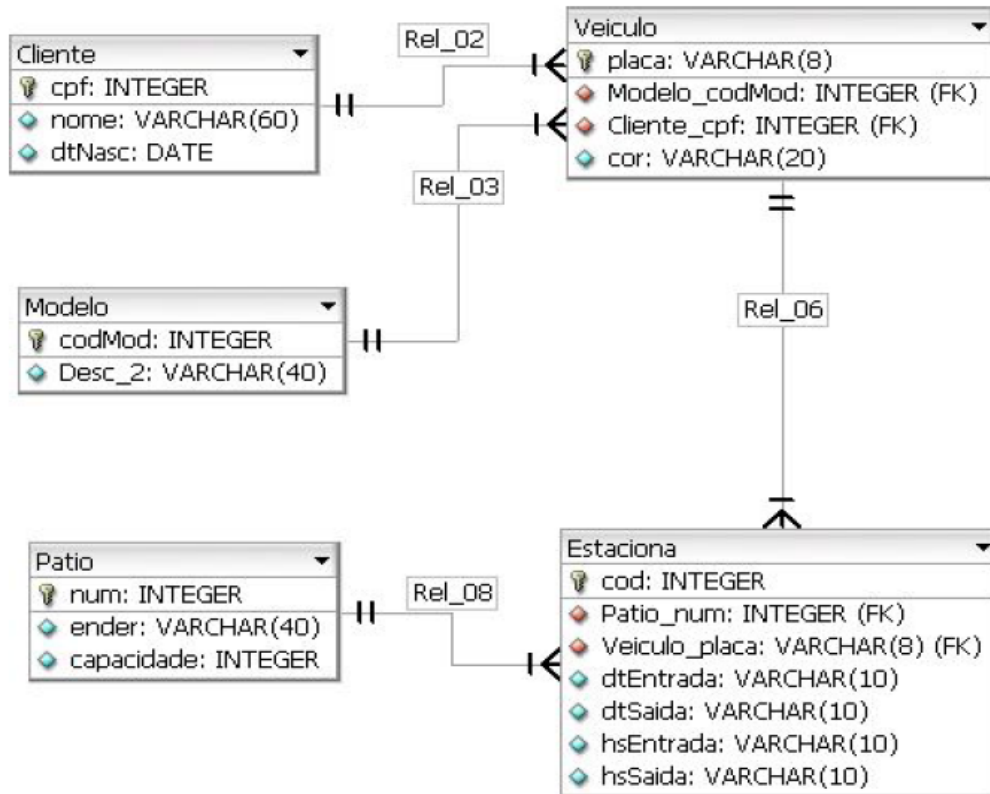 Cliente
cpf: INTEGER
nome: VARCHAR(60)
dtNasc: DATE
Rel_02
Veiculo
placa: VARCHAR(8)
Modelo_codMod: INTEGER (FK)
Cliente_cpf: INTEGER (FK)
cor: VARCHAR(20)
Rel_03
Modelo
codMod: INTEGER
Desc_2: VARCHAR(40)
Rel_06
Patio
num: INTEGER
ender: VARCHAR(40)
capacidade: INTEGER
Rel_08
Estaciona
cod: INTEGER
Patio_num: INTEGER (FK)
Veiculo_placa: VARCHAR(8) (FK)
dtEntrada: VARCHAR(10)
dtSaida: VARCHAR(10)
hsEntrada: VARCHAR(10)
hsSaida: VARCHAR(10)